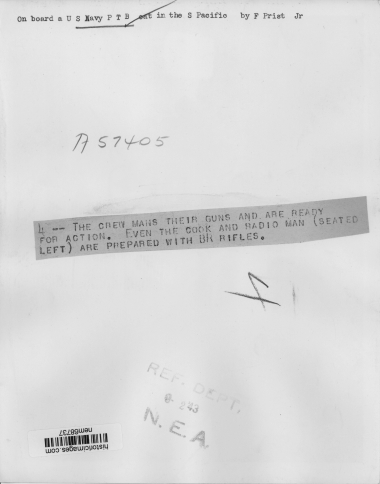 On board a U S Navy P T B oat in the S Pacific by F Prist Jr
A57405
4 -- THE CREW MANS THEIR GUNS AND ARE READY
FOR ACTION. EVEN THE COOK AND RADIO MAN (SEATED
LEFT) ARE PREPARED WITH BR RIFLES.
REF. DEPT,
N.E.A.
historicimages.com
nem68737